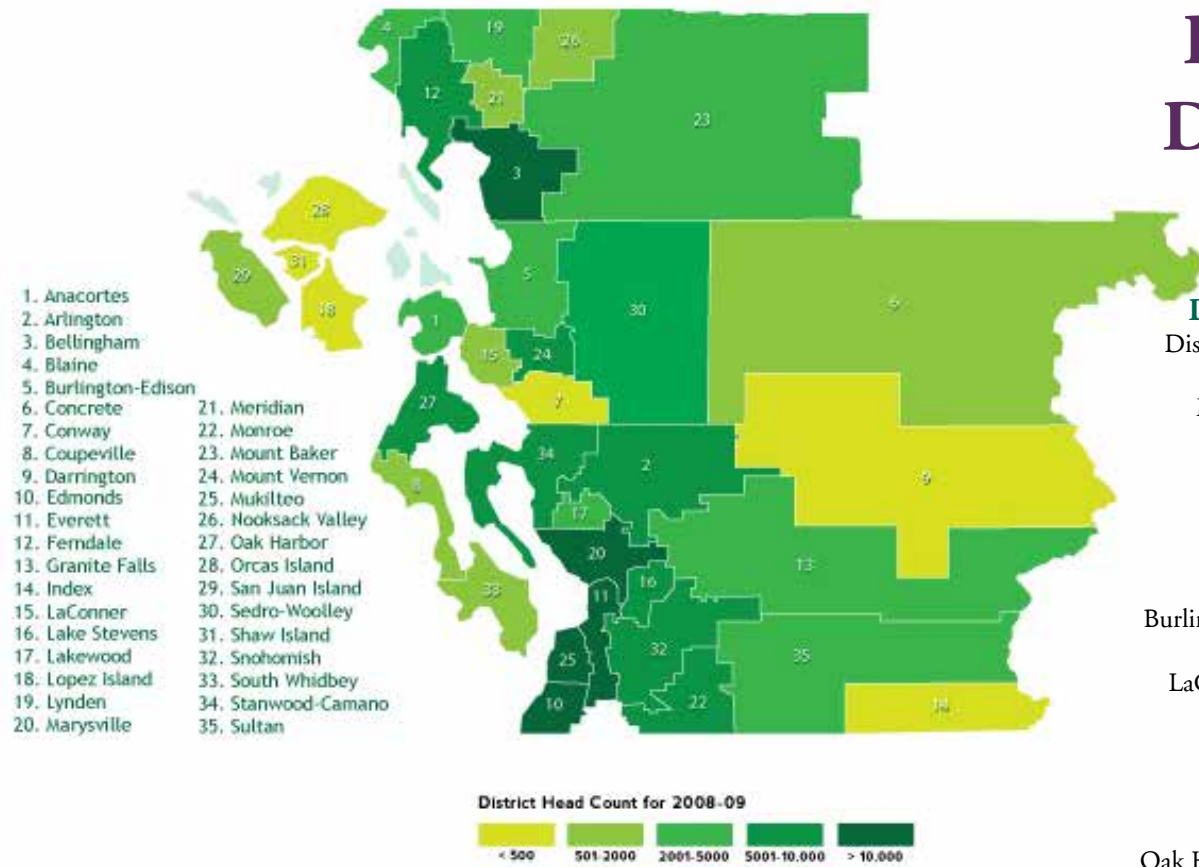 4
19
26
12
21
23
3
28
29
31
18
5
30
6
1
15
24
7
27
34
2
8
9
17
20
13
16
11
33
32
35
25
22
10
14
1. Anacortes
2. Arlington
3. Bellingham
4. Blaine
5. Burlington-Edison
6. Concrete
7. Conway
8. Coupeville
9. Darrington
10. Edmonds
11. Everett
12. Ferndale
13. Granite Falls
14. Index
15. LaConner
16. Lake Stevens
17. Lakewood
18. Lopez Island
19. Lynden
20. Marysville
21. Meridian
22. Monroe
23. Mount Baker
24. Mount Vernon
25. Mukilteo
26. Nooksack Valley
27. Oak Harbor
28. Orcas Island
29. San Juan Island
30. Sedro-Woolley
31. Shaw Island
32. Snohomish
33. South Whidbey
34. Stanwood-Camano
35. Sultan
District Head Count for 2008-09
< 500
501-2000
2001-5000
5001-10,000
> 10,000
D
Dis
Burlin
LaC
Oak H